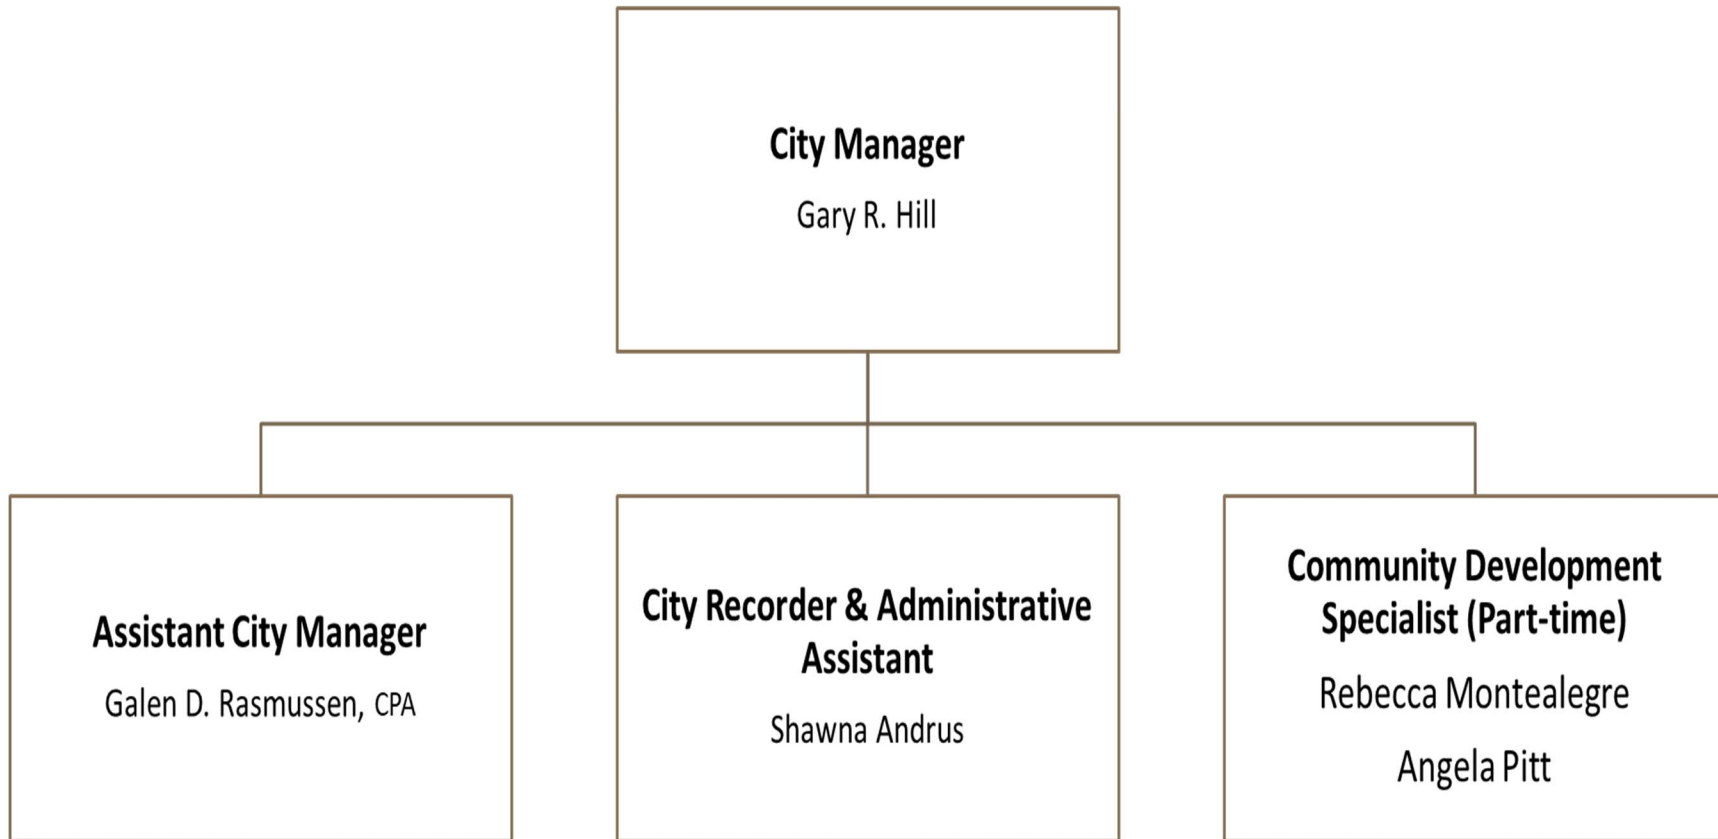 City Manager
Gary R. Hill
Assistant City Manager
Galen D. Rasmussen, CPA
City Recorder & Administrative
Assistant
Shawna Andrus
Community Development
Specialist (Part-time)
Rebecca Montealegre
Angela Pitt